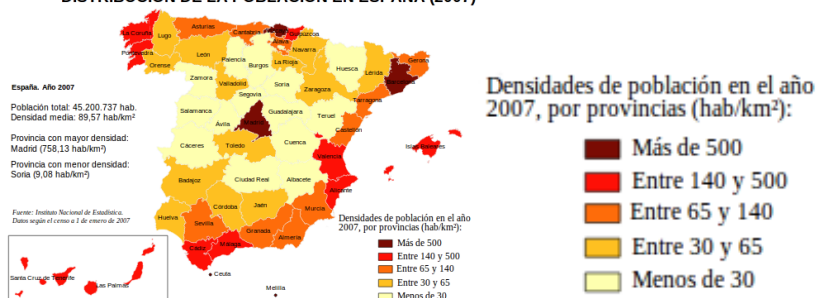 DISTRIBUCIÓN DE LA POBLACIÓN EN ESPAÑA (2007)
La Coruña
Lugo
Asturias
Cantabria
Guipúzcoa
Álava
Navarra
Pontevedra
Orense
León
Palencia
Burgos
La Rioja
Huesca
Lérida
Gerona
Zamora
Valladolid
Soria
Zaragoza
Segovia
Tarragona
España. Año 2007
Población total: 45.200.737 hab.
Densidad media: 89,57 hab/km²
Provincia con mayor densidad:
Madrid (758,13 hab/km²)
Provincia con menor densidad:
Soria (9,08 hab/km²)
Salamanca
Ávila
Guadalajara
Teruel
Castellón
Cáceres
Toledo
Cuenca
Valencia
Islas Baleares
Badajoz
Ciudad Real
Albacete
Alicante
Córdoba
Jaén
Murcia
Huelva
Sevilla
Granada
Almería
Cádiz
Málaga
Ceuta
Melilla
Fuente: Instituto Nacional de Estadística.
Datos según el censo a 1 de enero de 2007
Santa Cruz de Tenerife
Las Palmas
Densidades de población en el año
2007, por provincias (hab/km²):
Más de 500
Entre 140 y 500
Entre 65 y 140
Entre 30 y 65
Menos de 30
Densidades de población en el año
2007, por provincias (hab/km²):
Más de 500
Entre 140 y 500
Entre 65 y 140
Entre 30 y 65
Menos de 30